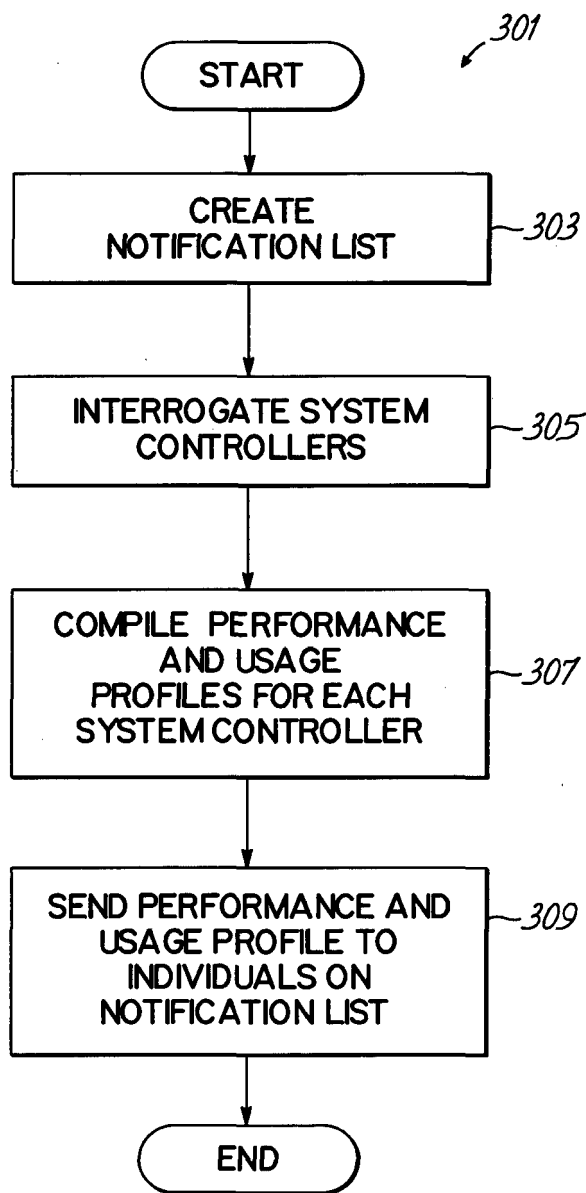 301
START
CREATE
NOTIFICATION LIST
303
INTERROGATE SYSTEM
CONTROLLERS
305
COMPILE PERFORMANCE
AND USAGE
PROFILES FOR EACH
SYSTEM CONTROLLER
307
SEND PERFORMANCE AND
USAGE PROFILE TO
INDIVIDUALS ON
NOTIFICATION LIST
309
END